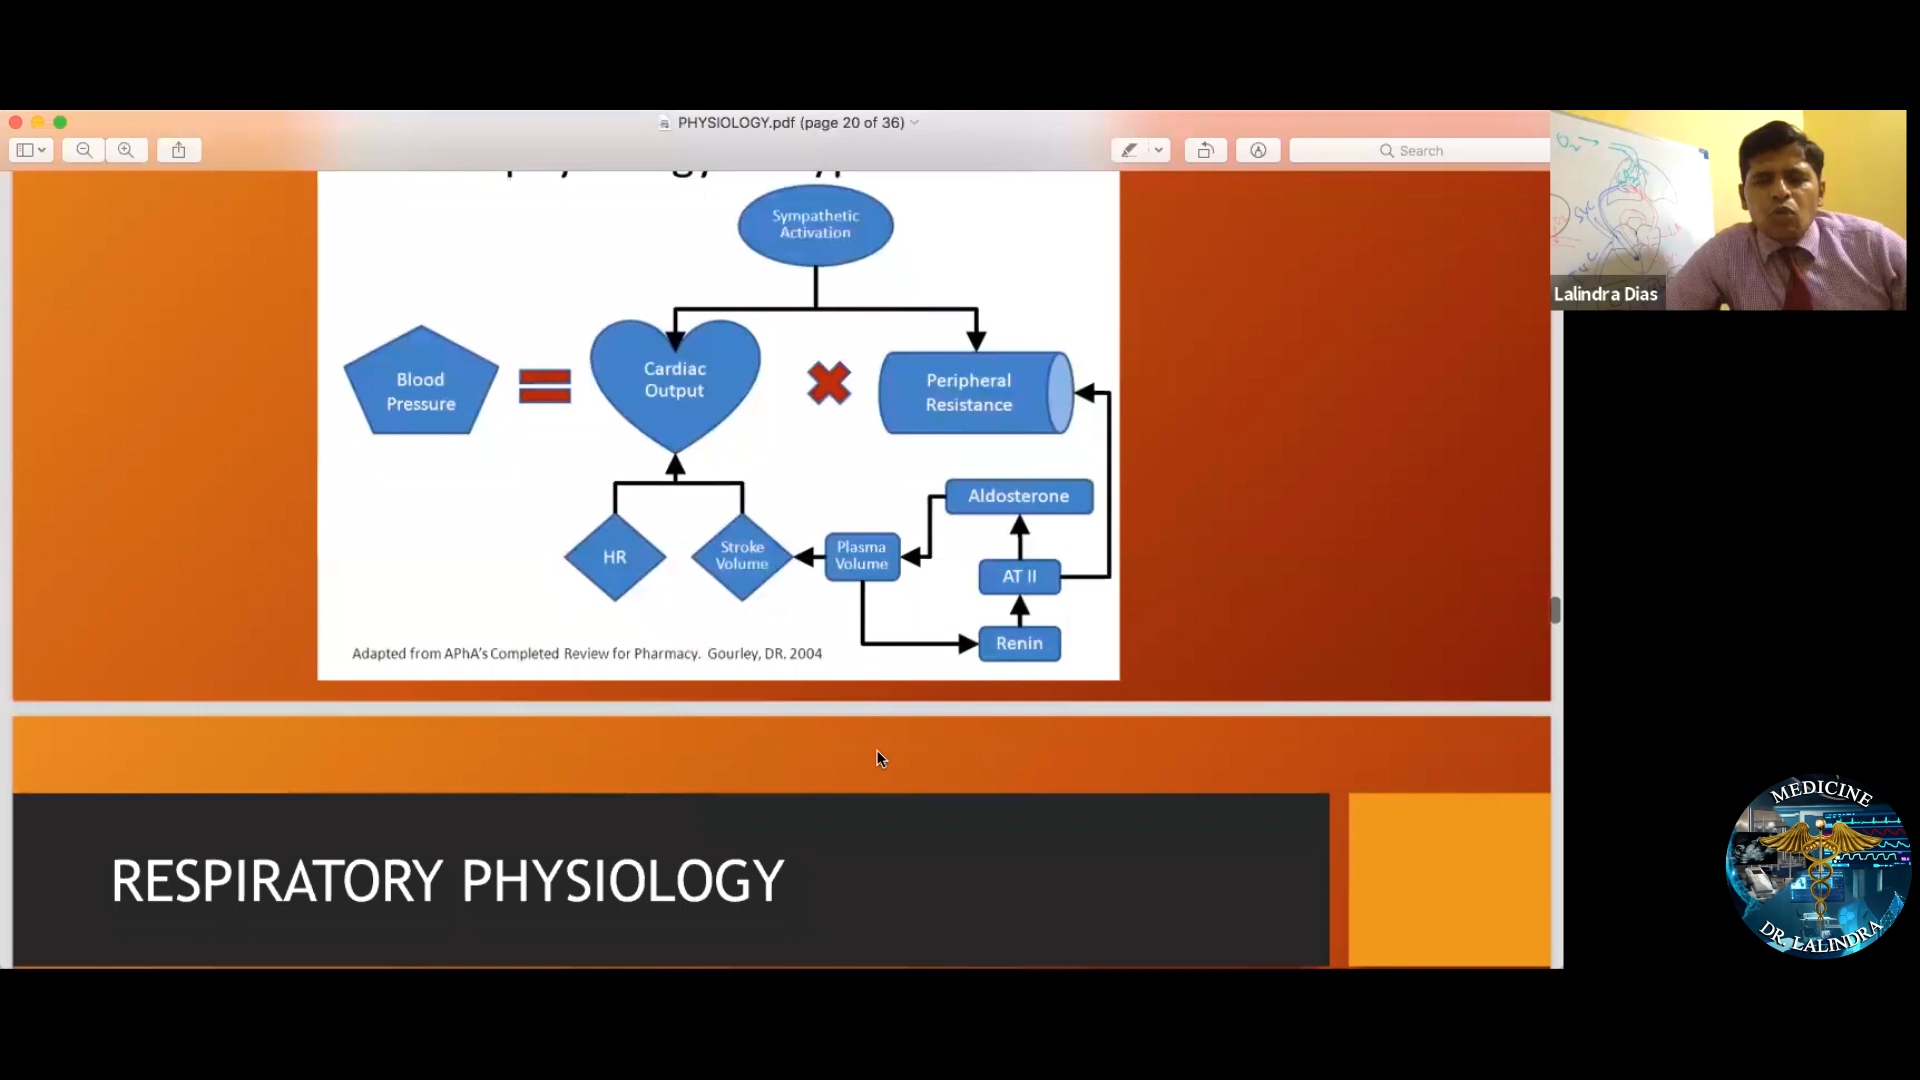 PHYSIOLOGY.pdf (page 20 of 36)
Search
Sympathetic
Activation
Blood
Pressure
Cardiac
Output
Peripheral
Resistance
Aldosterone
HR
Stroke
Volume
Plasma
Volume
AT II
Renin
Adapted from APhA's Completed Review for Pharmacy. Gourley, DR. 2004
RESPIRATORY PHYSIOLOGY
SVC
Lalindra Dias
MEDICINE
DR. LALINDRA